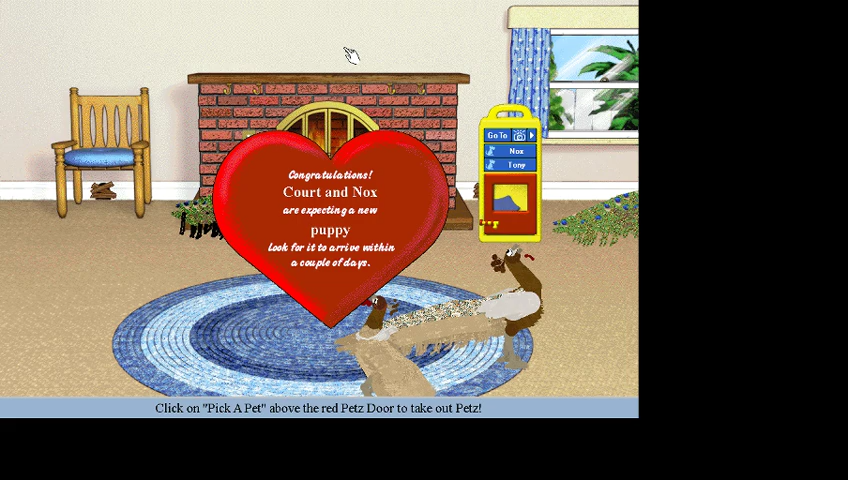 Go To
Nox
Tony
Congratulations!
Court and Nox
are expecting a new
puppy
Look for it to arrive within
a couple of days.
Click on "Pick A Pet" above the red Petz Door to take out Petz!